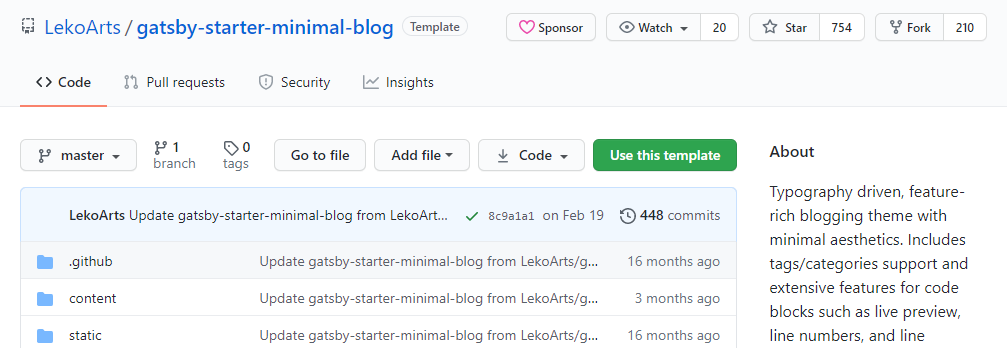 LekoArts / gatsby-starter-minimal-blog Template Sponsor Watch 20 Star 754 Fork 210
Code Pull requests Security Insights
master 1 branch 0 tags Go to file Add file Code Use this template
About
LekoArts Update gatsby-starter-minimal-blog from LekoArt... 8c9a1a1 on Feb 19 448 commits
.github Update gatsby-starter-minimal-blog from LekoArts/g... 16 months ago
content Update gatsby-starter-minimal-blog from LekoArts/g... 3 months ago
static Update gatsby-starter-minimal-blog from LekoArts/g... 16 months ago
Typography driven, feature-
rich blogging theme with
minimal aesthetics. Includes
tags/categories support and
extensive features for code
blocks such as live preview,
line numbers, and line